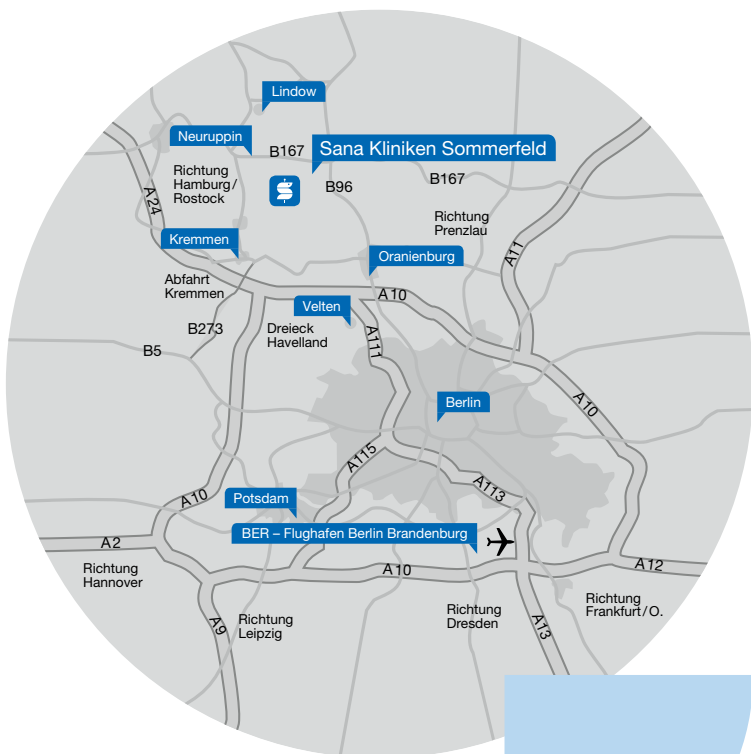 Lindow
Neuruppin
B167
Sana Kliniken Sommerfeld
Richtung
Hamburg/
Rostock
B96
B167
A24
Richtung
Prenzlau
Kremmen
Oranienburg
A11
Abfahrt
Kremmen
A10
Velten
B273
Dreieck
Havelland
A111
B5
Berlin
A10
A115
A113
A10
Potsdam
BER – Flughafen Berlin Brandenburg
A2
A10
A12
Richtung
Hannover
Richtung
Leipzig
Richtung
Dresden
Richtung
Frankfurt/O.
A9
A13